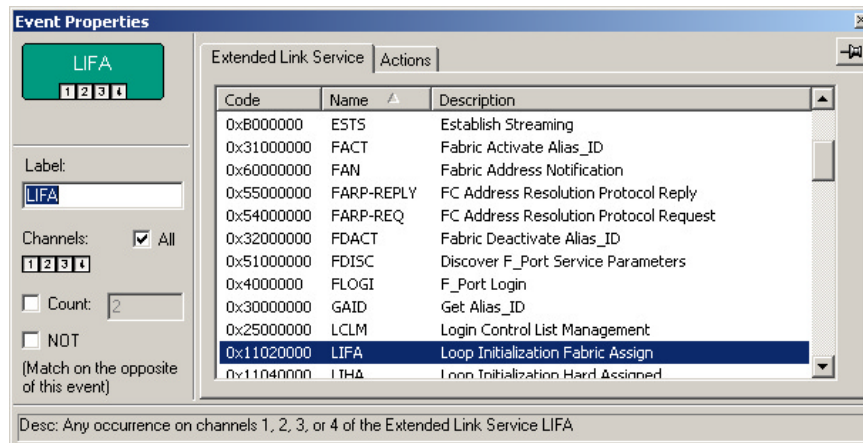 Event Properties
LIFA
1 2 3 4
Label:
LIFA
Channels:
All
1 2 3 4
Count:
2
NOT
(Match on the opposite
of this event)
Extended Link Service
Actions
Code Name Description
0xB000000 ESTS Establish Streaming
0x31000000 FACT Fabric Activate Alias_ID
0x60000000 FAN Fabric Address Notification
0x55000000 FARP-REPLY FC Address Resolution Protocol Reply
0x54000000 FARP-REQ FC Address Resolution Protocol Request
0x32000000 FDACT Fabric Deactivate Alias_ID
0x51000000 FDISC Discover F_Port Service Parameters
0x4000000 FLOGI F_Port Login
0x30000000 GAID Get Alias_ID
0x25000000 LCLM Login Control List Management
0x11020000 LIFA Loop Initialization Fabric Assign
0x11040000 LIHA Loop Initialization Hard Assigned
Desc: Any occurrence on channels 1, 2, 3, or 4 of the Extended Link Service LIFA